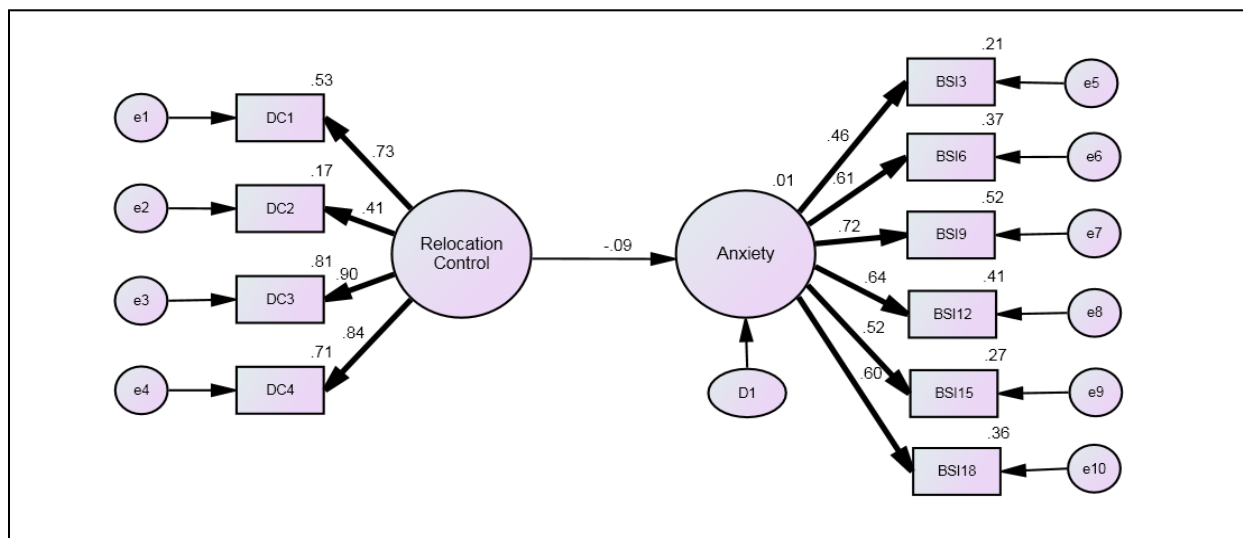 e1
DC1
.53
.73
e2
DC2
.17
.41
e3
DC3
.81
.90
e4
DC4
.71
.84
Relocation
Control
-.09
Anxiety
.01
D1
.46
BSI3
.21
e5
.61
BSI6
.37
e6
.72
BSI9
.52
e7
.64
BSI12
.41
e8
.52
BSI15
.27
e9
.60
BSI18
.36
e10